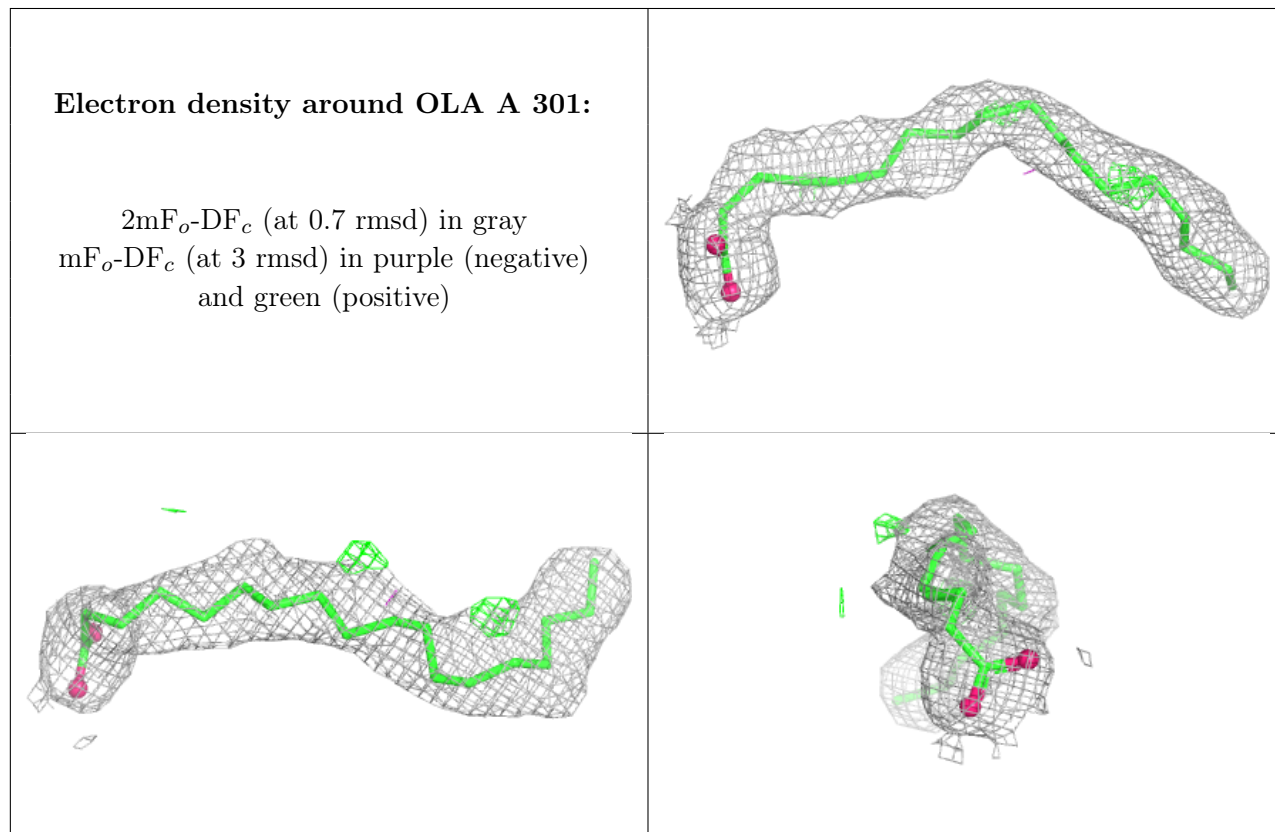 Electron density around OLA A 301:
2mFo-DFc (at 0.7 rmsd) in gray
mFo-DFc (at 3 rmsd) in purple (negative)
and green (positive)